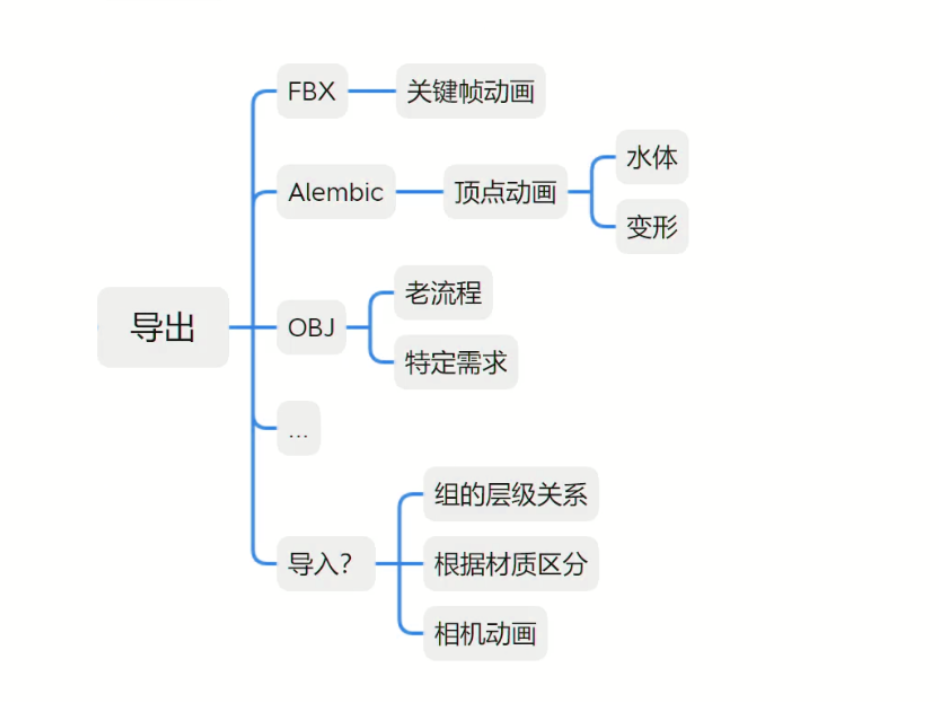 导出
FBX
关键帧动画
Alembic
顶点动画
水体
变形
OBJ
老流程
特定需求
...
导入?
组的层级关系
根据材质区分
相机动画